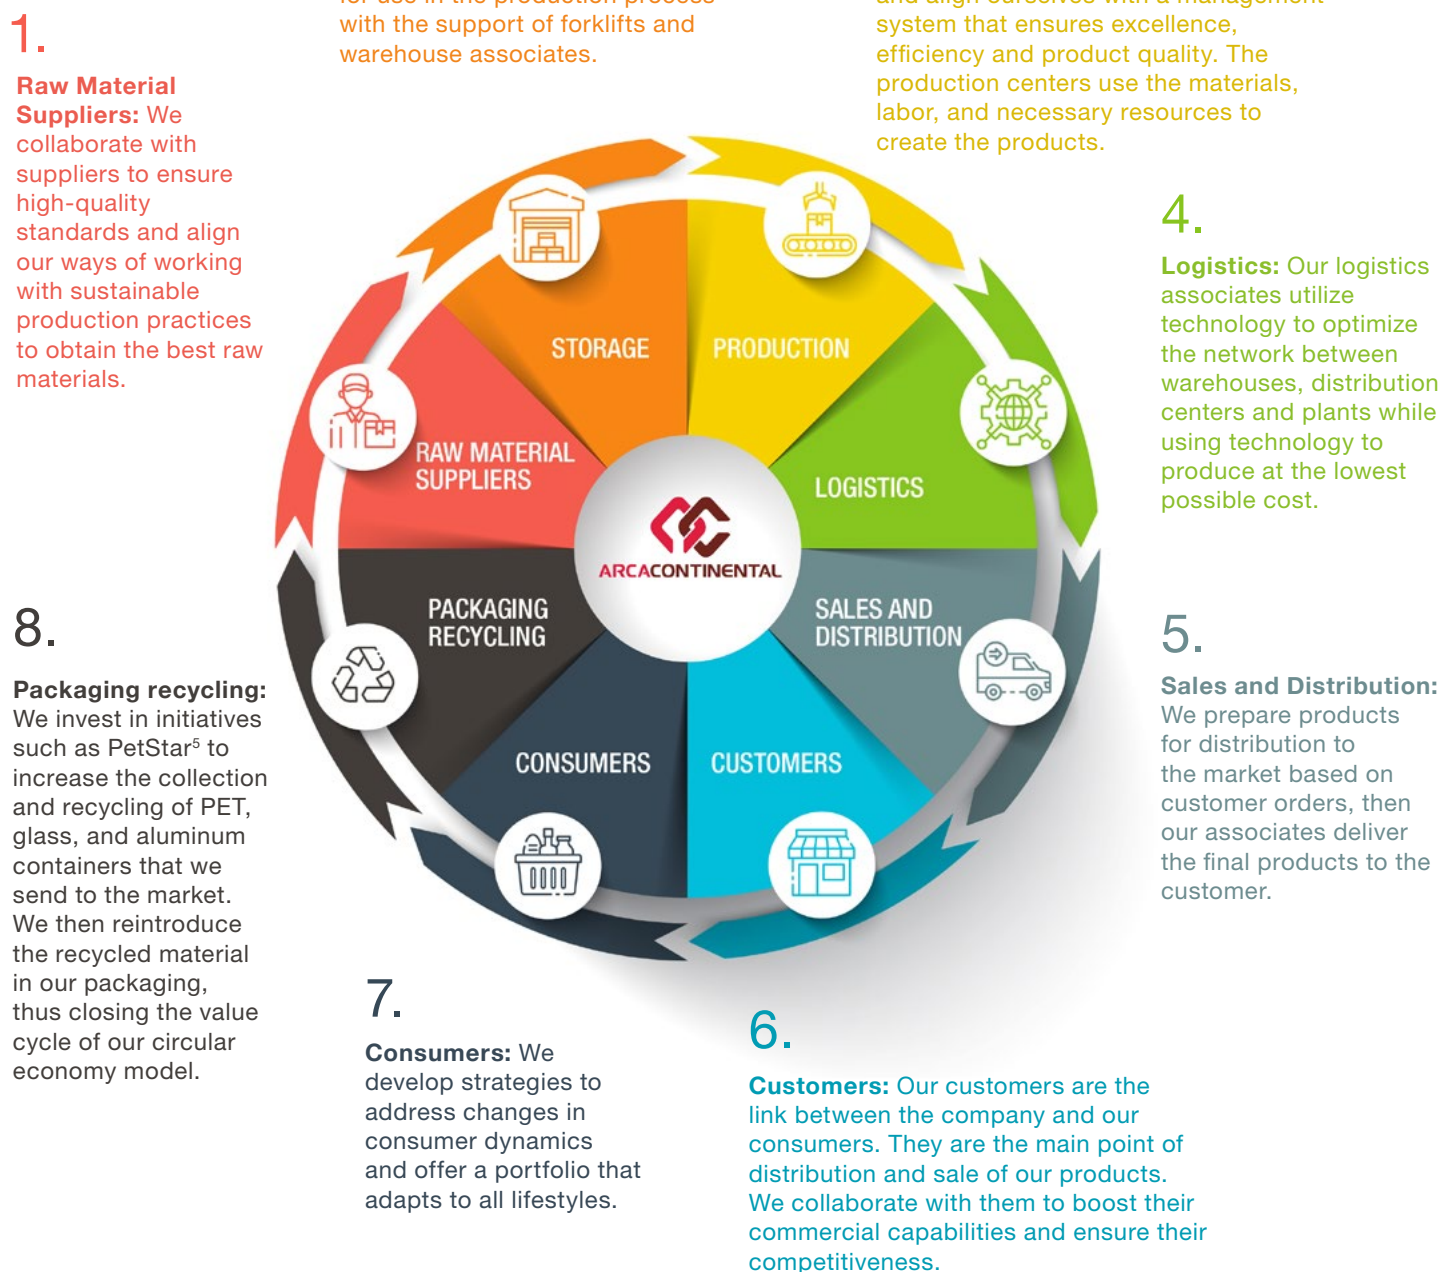 1.
Raw Material
Suppliers: We
collaborate with
suppliers to ensure
high-quality
standards and align
our ways of working
with sustainable
production practices
to obtain the best raw
materials.
for use in the production process
with the support of forklifts and
warehouse associates.
and align ourselves with a management
system that ensures excellence,
efficiency and product quality. The
production centers use the materials,
labor, and necessary resources to
create the products.
4.
Logistics: Our logistics
associates utilize
technology to optimize
the network between
warehouses, distribution
centers and plants while
using technology to
produce at the lowest
possible cost.
STORAGE
PRODUCTION
RAW MATERIAL
SUPPLIERS
LOGISTICS
ARCACONTINENTAL
PACKAGING
RECYCLING
SALES AND
DISTRIBUTION
CONSUMERS
CUSTOMERS
5.
Sales and Distribution:
We prepare products
for distribution to
the market based on
customer orders, then
our associates deliver
the final products to the
customer.
6.
Customers: Our customers are the
link between the company and our
consumers. They are the main point of
distribution and sale of our products.
We collaborate with them to boost their
commercial capabilities and ensure their
competitiveness.
7.
Consumers: We
develop strategies to
address changes in
consumer dynamics
and offer a portfolio that
adapts to all lifestyles.
8.
Packaging recycling:
We invest in initiatives
such as PetStar⁵ to
increase the collection
and recycling of PET,
glass, and aluminum
containers that we
send to the market.
We then reintroduce
the recycled material
in our packaging,
thus closing the value
cycle of our circular
economy model.